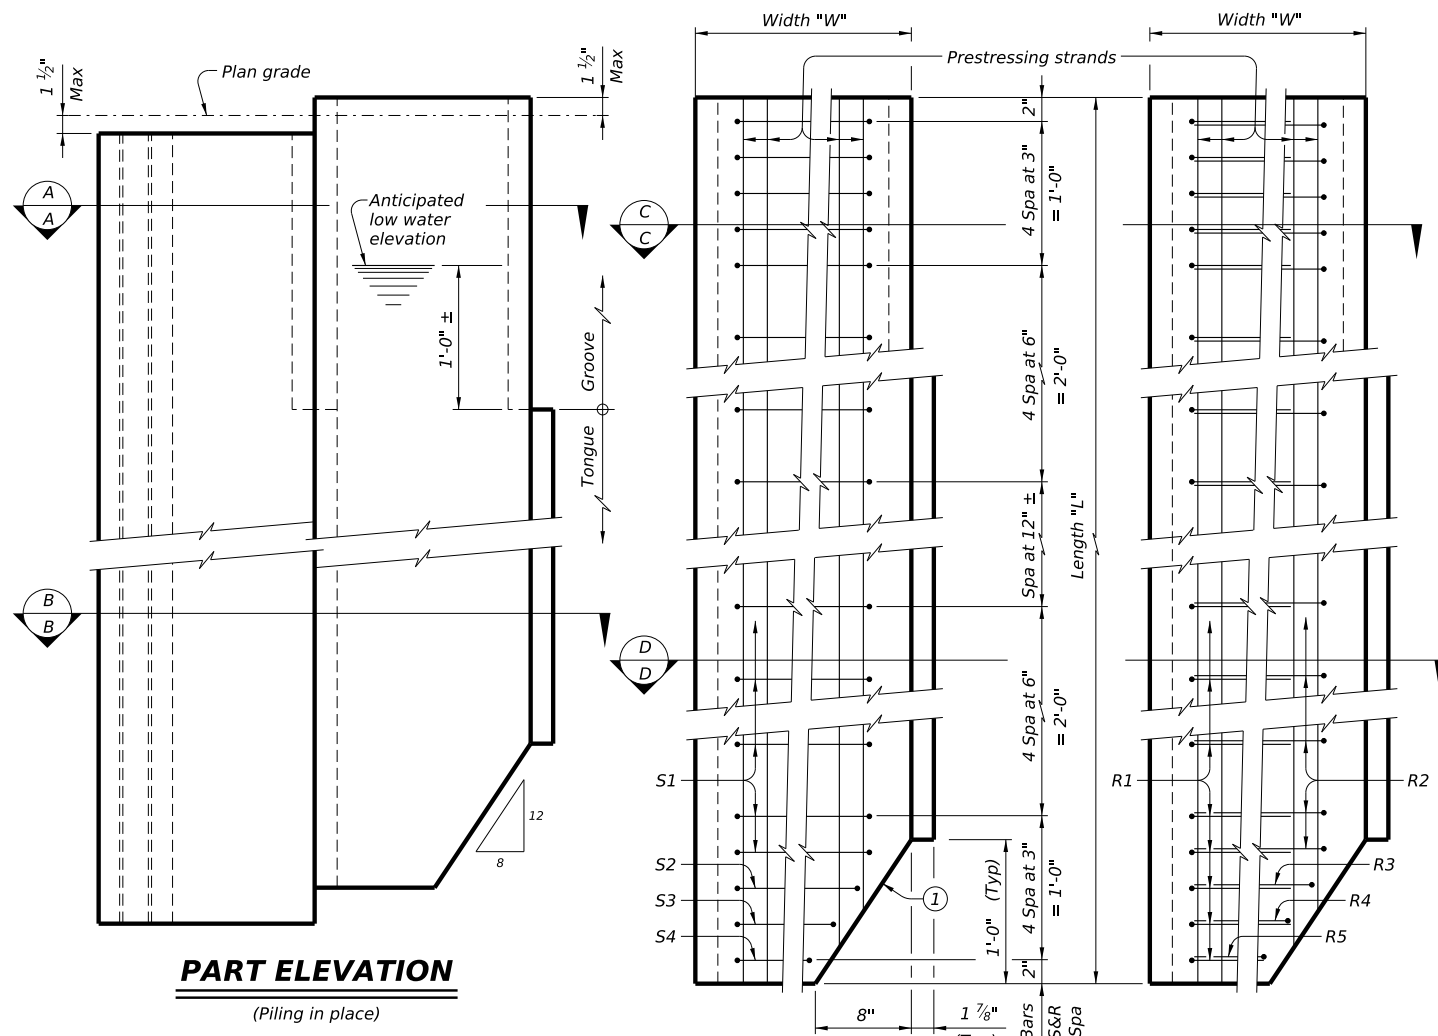 Width "W"
Width "W"
Prestressing strands
1 ½"
Max
Plan grade
1 ½"
Max
2"
4 Spa at 3"
= 1'-0"
A
A
Anticipated
low water
elevation
C
C
1'-0" ±
Groove
Tongue
4 Spa at 6"
= 2'-0"
Spa at 12" ±
Length "L"
B
B
D
D
4 Spa at 6"
= 2'-0"
S1
R1
R2
12
8
S2
S3
S4
1
1'-0" (Typ)
4 Spa at 3"
= 1'-0"
R3
R4
R5
2"
PART ELEVATION
(Piling in place)
8"
1 ⅞"
Bars
S&R
Spa